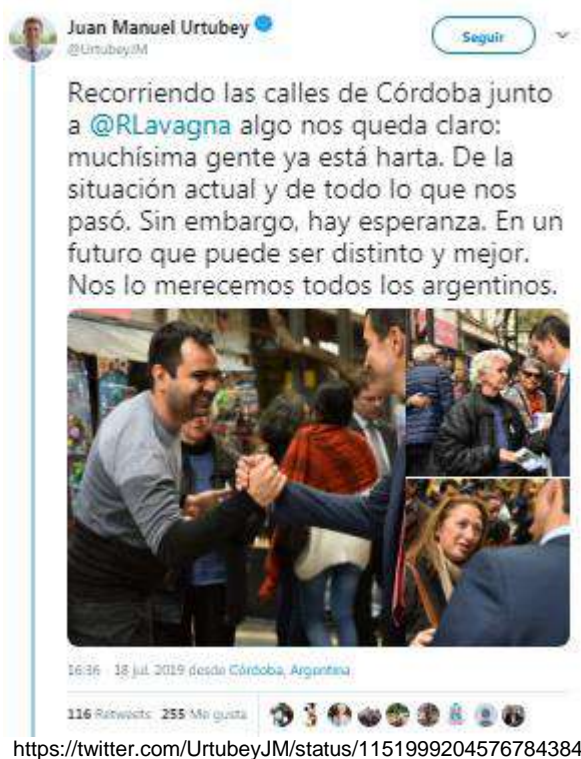 Juan Manuel Urtubey
@UrtubeyJM
Seguir
Recorriendo las calles de Córdoba junto
a @RLavagna algo nos queda claro:
muchísima gente ya está harta. De la
situación actual y de todo lo que nos
pasó. Sin embargo, hay esperanza. En un
futuro que puede ser distinto y mejor.
Nos lo merecemos todos los argentinos.
16:36 - 18 jul. 2019 desde Córdoba, Argentina
116 Retweets 255 Me gusta
https://twitter.com/UrtubeyJM/status/1151999204576784384